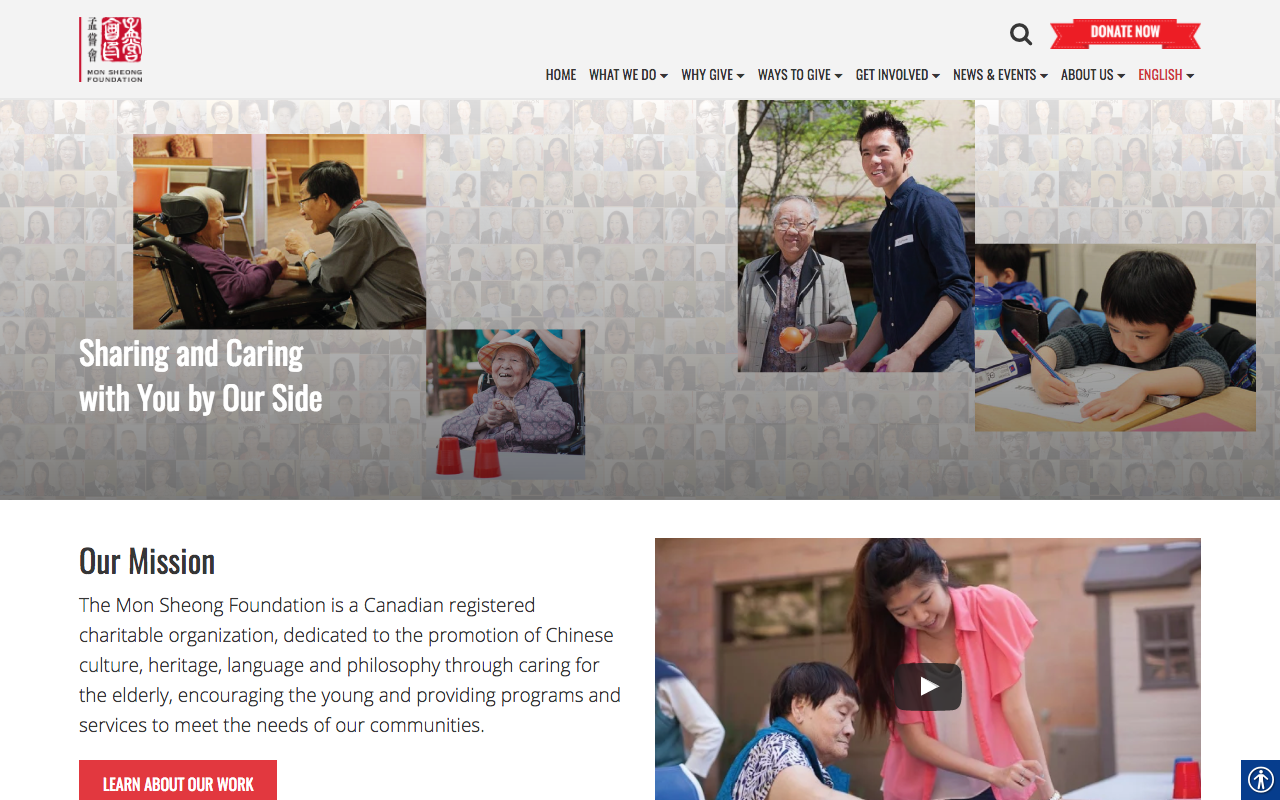 孟嘗會
MON SHEONG
FOUNDATION
DONATE NOW
HOME WHAT WE DO WHY GIVE WAYS TO GIVE GET INVOLVED NEWS & EVENTS ABOUT US ENGLISH
Sharing and Caring
with You by Our Side
Our Mission
The Mon Sheong Foundation is a Canadian registered
charitable organization, dedicated to the promotion of Chinese
culture, heritage, language and philosophy through caring for
the elderly, encouraging the young and providing programs and
services to meet the needs of our communities.
LEARN ABOUT OUR WORK